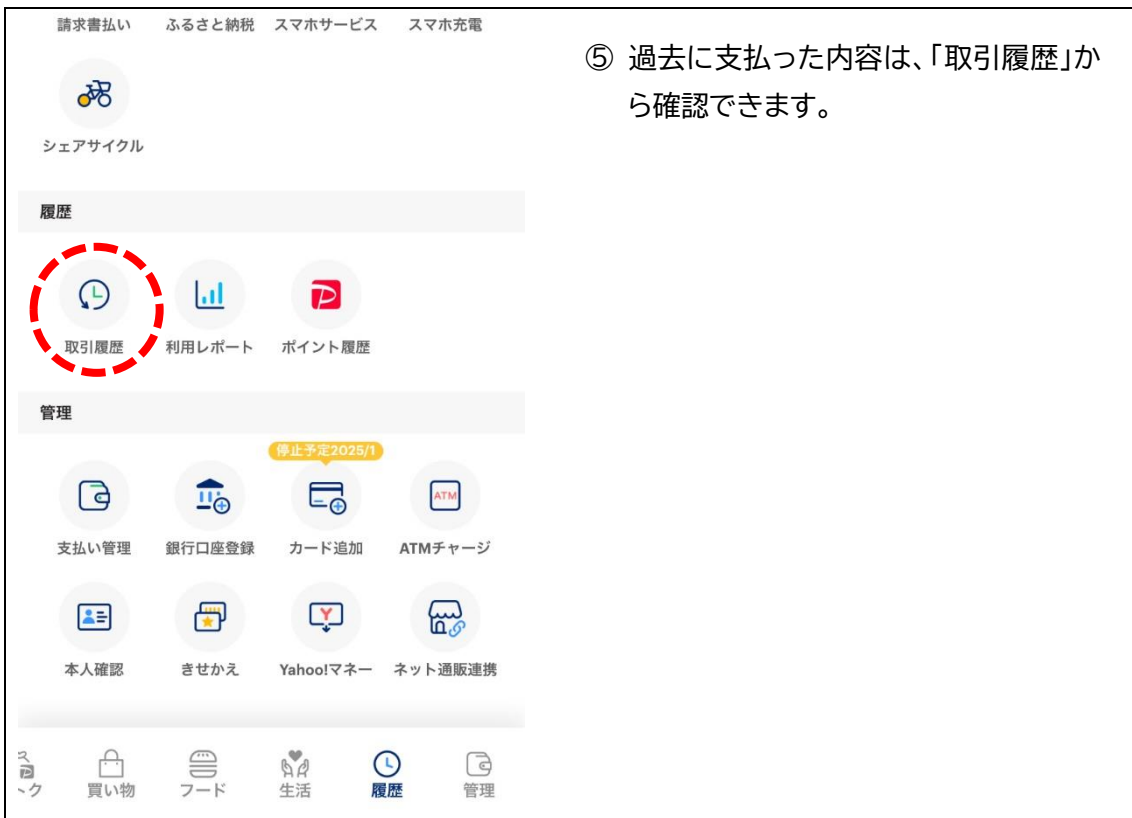 請求書払い ふるさと納税 スマホサービス スマホ充電
シェアサイクル
履歴
取引履歴 利用レポート ポイント履歴
管理
停止予定2025/1
ATM
支払い管理 銀行口座登録 カード追加 ATMチャージ
本人確認 きせかえ Yahoo!マネー ネット通販連携
買い物 フード 生活 履歴 管理
⑤ 過去に支払った内容は、「取引履歴」か
ら確認できます。